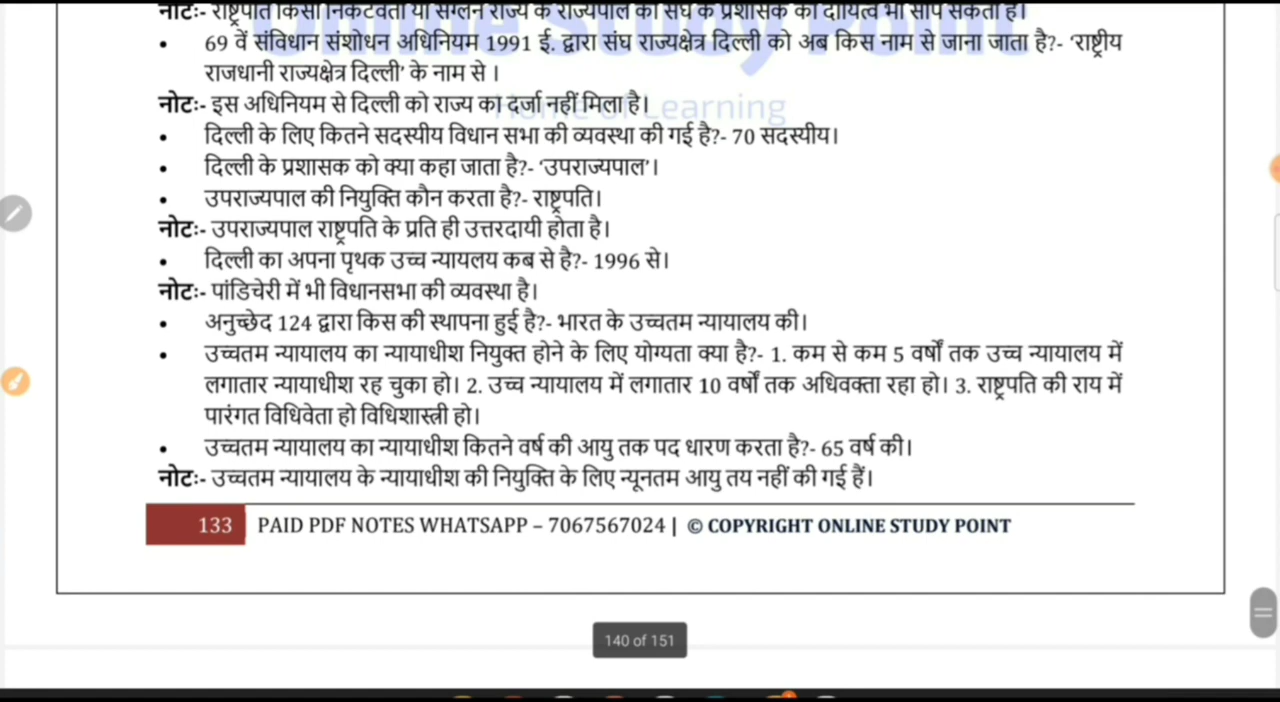 नोटः- राष्ट्रपति किसी निकटवर्ती या संलग्न राज्य के राज्यपाल को संघ के प्रशासक का दायित्व भी सौंप सकता है।
• 69 वें संविधान संशोधन अधिनियम 1991 ई. द्वारा संघ राज्यक्षेत्र दिल्ली को अब किस नाम से जाना जाता है?- 'राष्ट्रीय
राजधानी राज्यक्षेत्र दिल्ली' के नाम से ।
नोटः- इस अधिनियम से दिल्ली को राज्य का दर्जा नहीं मिला है।
Home of Learning
• दिल्ली के लिए कितने सदस्यीय विधान सभा की व्यवस्था की गई है?- 70 सदस्यीय।
• दिल्ली के प्रशासक को क्या कहा जाता है?- 'उपराज्यपाल'।
• उपराज्यपाल की नियुक्ति कौन करता है?- राष्ट्रपति।
नोटः- उपराज्यपाल राष्ट्रपति के प्रति ही उत्तरदायी होता है।
• दिल्ली का अपना पृथक उच्च न्यायलय कब से है?- 1996 से।
नोटः- पांडिचेरी में भी विधानसभा की व्यवस्था है।
• अनुच्छेद 124 द्वारा किस की स्थापना हुई है?- भारत के उच्चतम न्यायालय की।
• उच्चतम न्यायालय का न्यायाधीश नियुक्त होने के लिए योग्यता क्या है?- 1. कम से कम 5 वर्षों तक उच्च न्यायालय में
लगातार न्यायाधीश रह चुका हो। 2. उच्च न्यायालय में लगातार 10 वर्षों तक अधिवक्ता रहा हो। 3. राष्ट्रपति की राय में
पारंगत विधिवेता हो विधिशास्त्री हो।
• उच्चतम न्यायालय का न्यायाधीश कितने वर्ष की आयु तक पद धारण करता है?- 65 वर्ष की।
नोटः- उच्चतम न्यायालय के न्यायाधीश की नियुक्ति के लिए न्यूनतम आयु तय नहीं की गई हैं।
133 PAID PDF NOTES WHATSAPP – 7067567024 | © COPYRIGHT ONLINE STUDY POINT
140 of 151